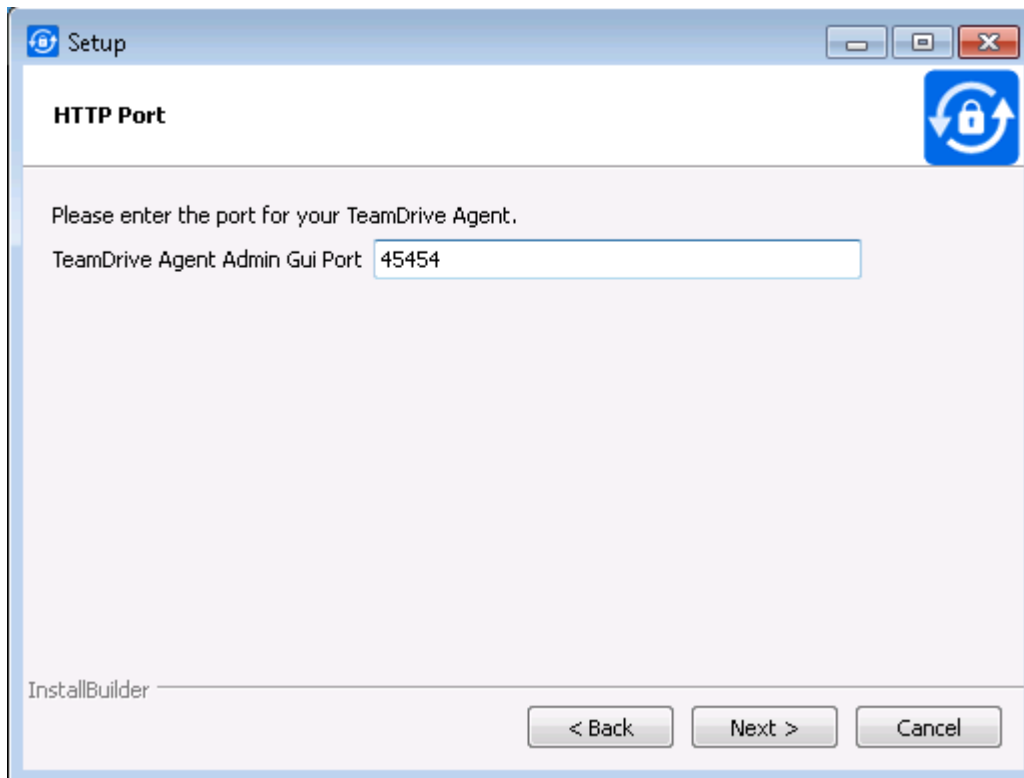 Setup
HTTP Port
Please enter the port for your TeamDrive Agent.
TeamDrive Agent Admin Gui Port 45454
InstallBuilder
< Back Next > Cancel